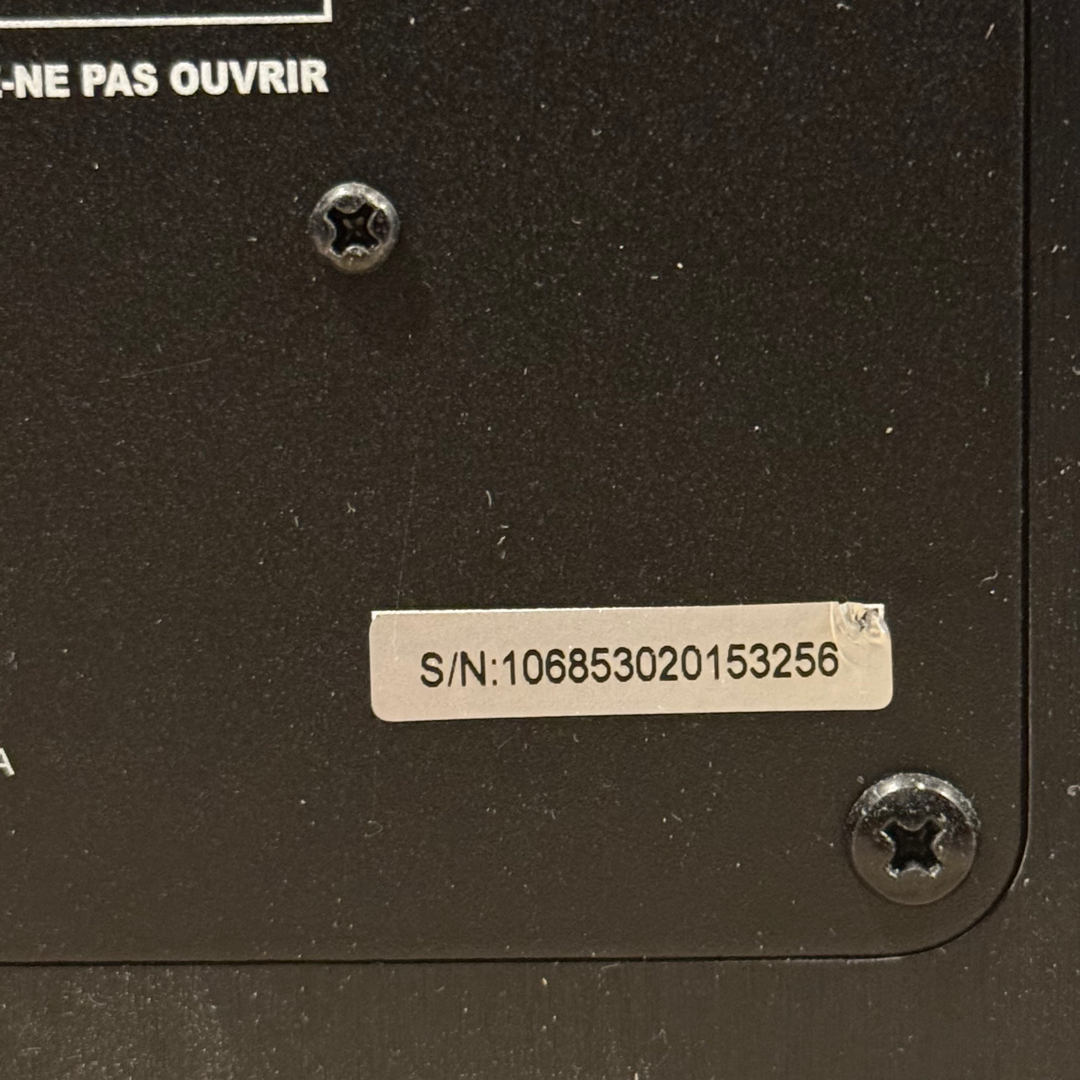 -NE PAS OUVRIR
S/N:106853020153256
A